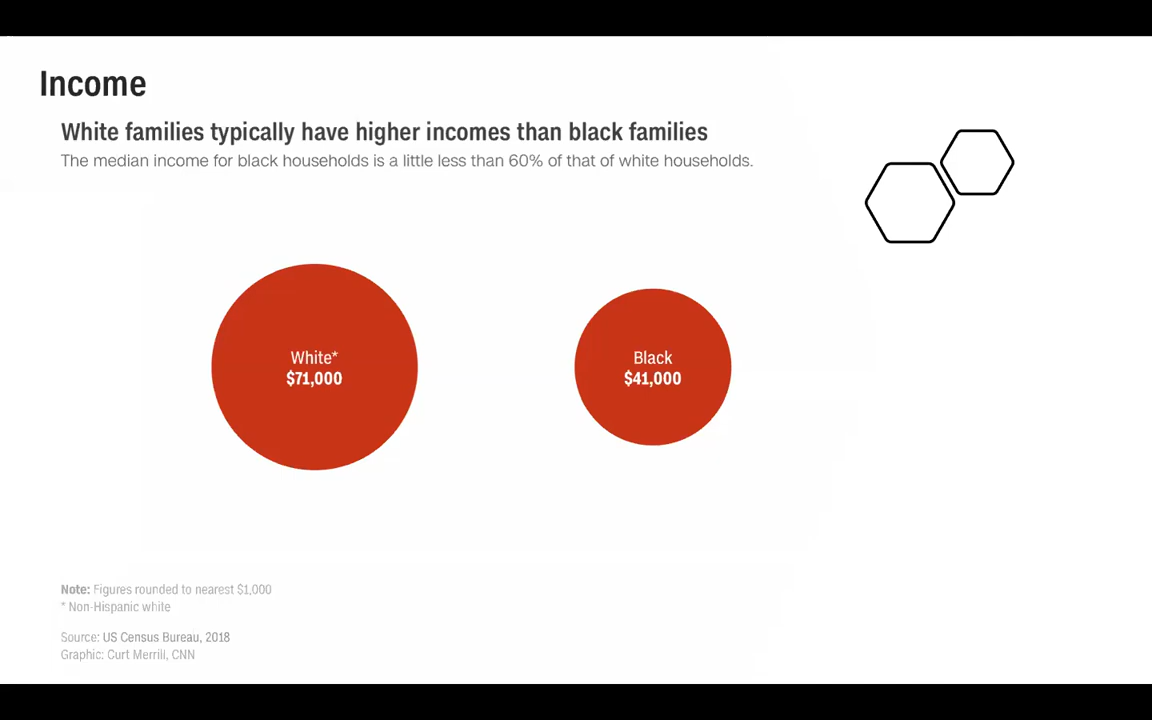 Income
White families typically have higher incomes than black families
The median income for black households is a little less than 60% of that of white households.
White*
$71,000
Black
$41,000
Note: Figures rounded to nearest $1,000
* Non-Hispanic white
Source: US Census Bureau, 2018
Graphic: Curt Merrill, CNN